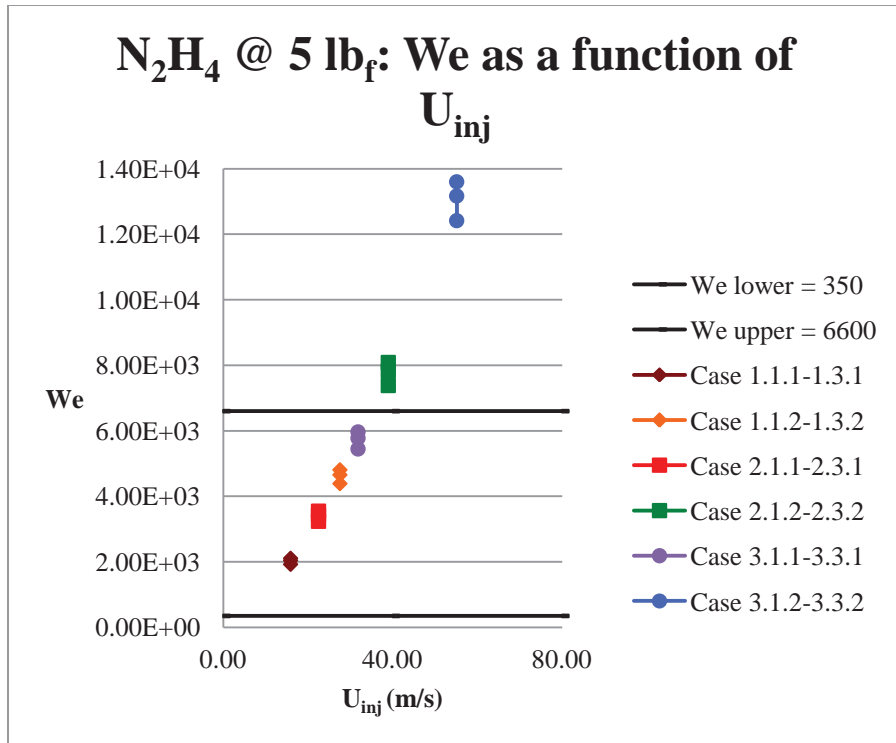 N₂H₄ @ 5 lb_f: We as a function of
U_inj
1.40E+04
1.20E+04
1.00E+04
8.00E+03
6.00E+03
4.00E+03
2.00E+03
0.00E+00
We
0.00 40.00 80.00
U_inj (m/s)
We lower = 350
We upper = 6600
Case 1.1.1-1.3.1
Case 1.1.2-1.3.2
Case 2.1.1-2.3.1
Case 2.1.2-2.3.2
Case 3.1.1-3.3.1
Case 3.1.2-3.3.2